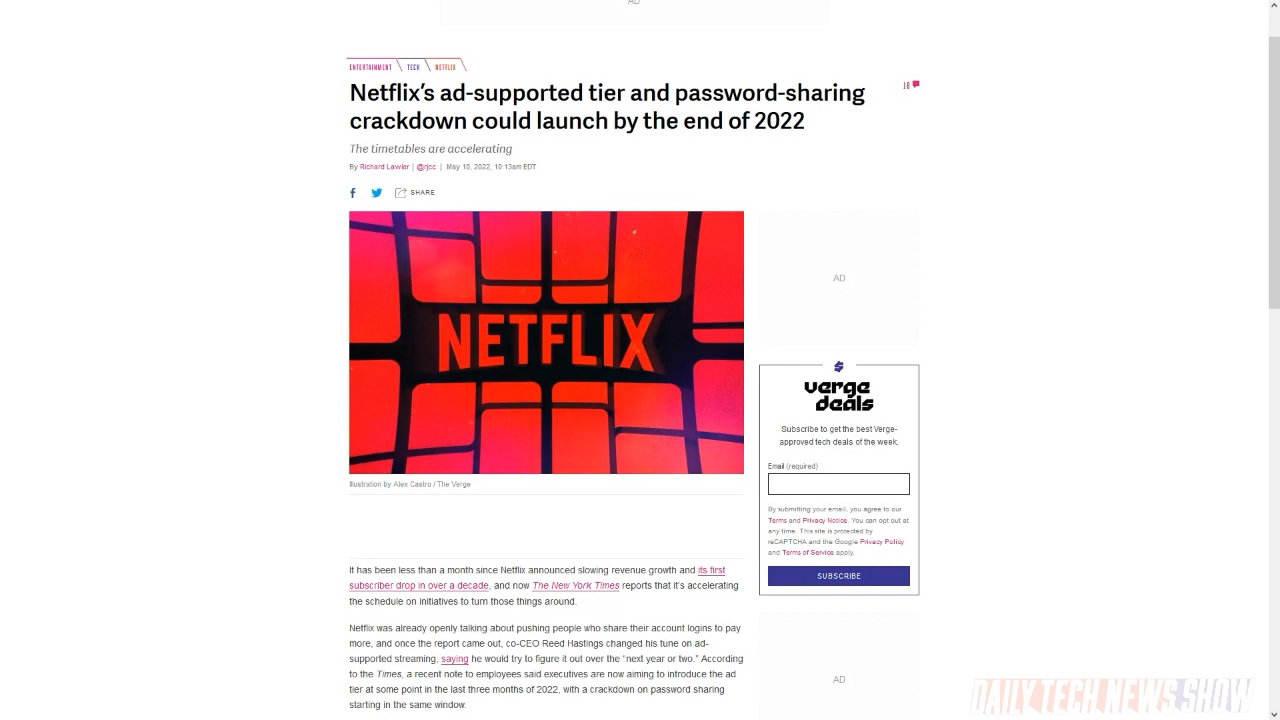 AD
ENTERTAINMENT
TECH
NETFLIX
Netflix's ad-supported tier and password-sharing
crackdown could launch by the end of 2022
18
The timetables are accelerating
By Richard Lawler | @rjcc | May 10, 2022, 10:13am EDT
SHARE
NETFLIX
Illustration by Alex Castro / The Verge
It has been less than a month since Netflix announced slowing revenue growth and its first
subscriber drop in over a decade, and now The New York Times reports that it's accelerating
the schedule on initiatives to turn those things around.
Netflix was already openly talking about pushing people who share their account logins to pay
more, and once the report came out, co-CEO Reed Hastings changed his tune on ad-
supported streaming, saying he would try to figure it out over the “next year or two.” According
to the Times, a recent note to employees said executives are now aiming to introduce the ad
tier at some point in the last three months of 2022, with a crackdown on password sharing
starting in the same window.
AD
verge
deals
Subscribe to get the best Verge-
approved tech deals of the week.
Email (required)
By submitting your email, you agree to our
Terms and Privacy Notice. You can opt out at
any time. This site is protected by
reCAPTCHA and the Google Privacy Policy
and Terms of Service apply.
SUBSCRIBE
AD
DAILY TECH NEWS SHOW